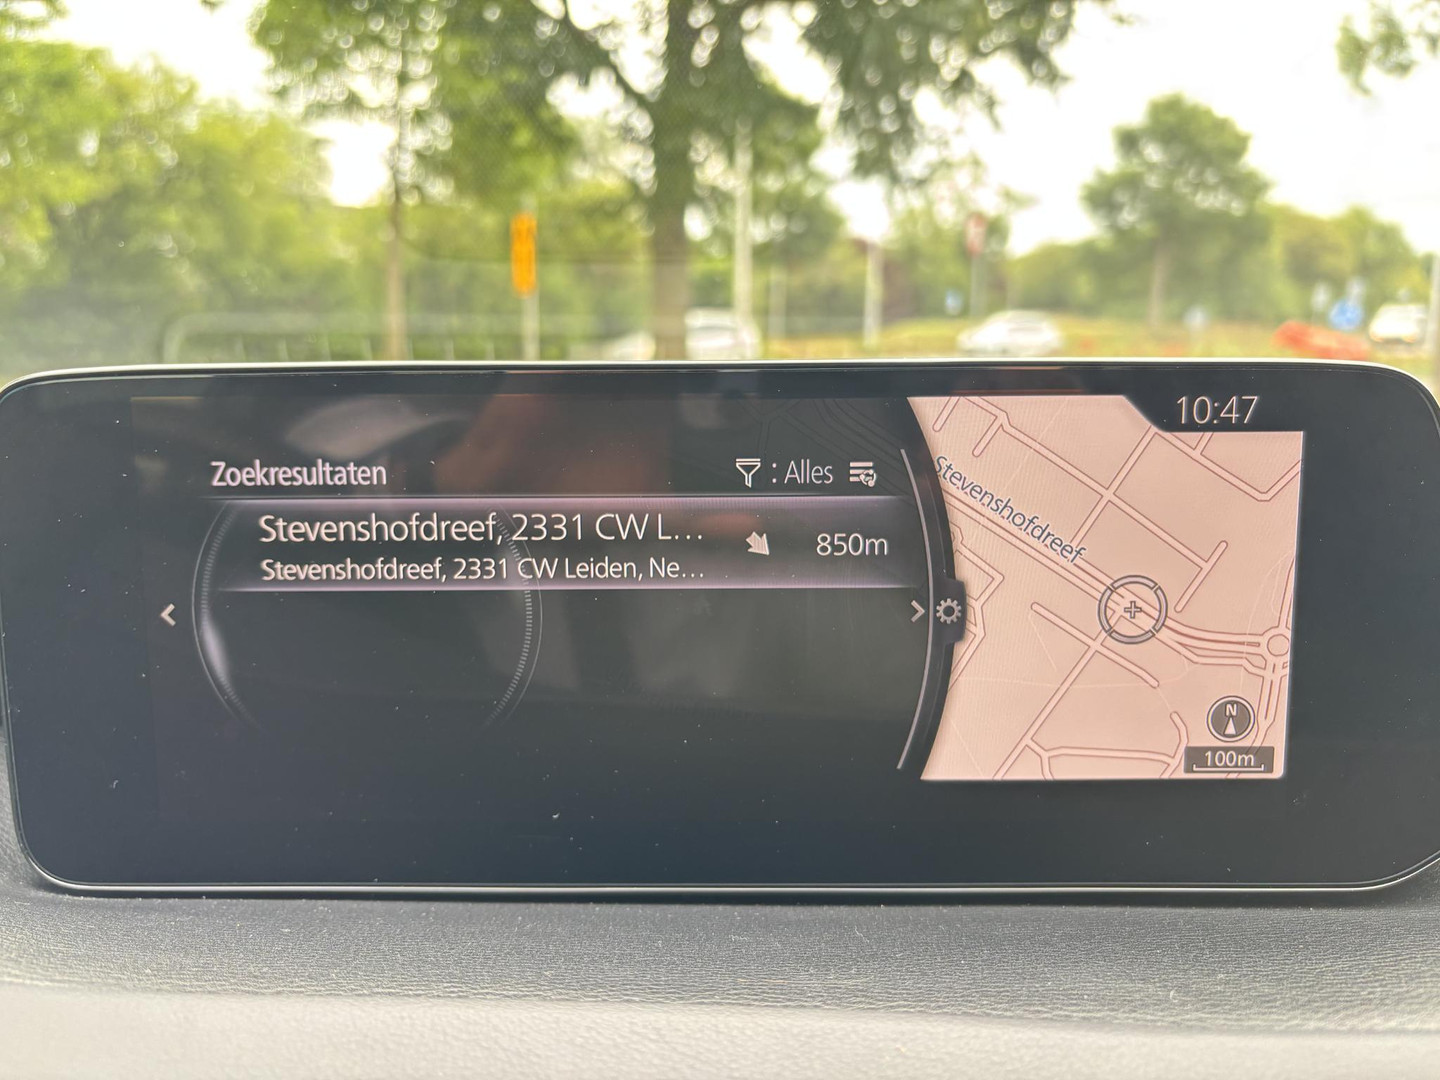 10:47
Zoekresultaten
: Alles
Stevenshofdreef, 2331 CW L...
850m
Stevenshofdreef, 2331 CW Leiden, Ne...
Stevenshofdreef
N
100m